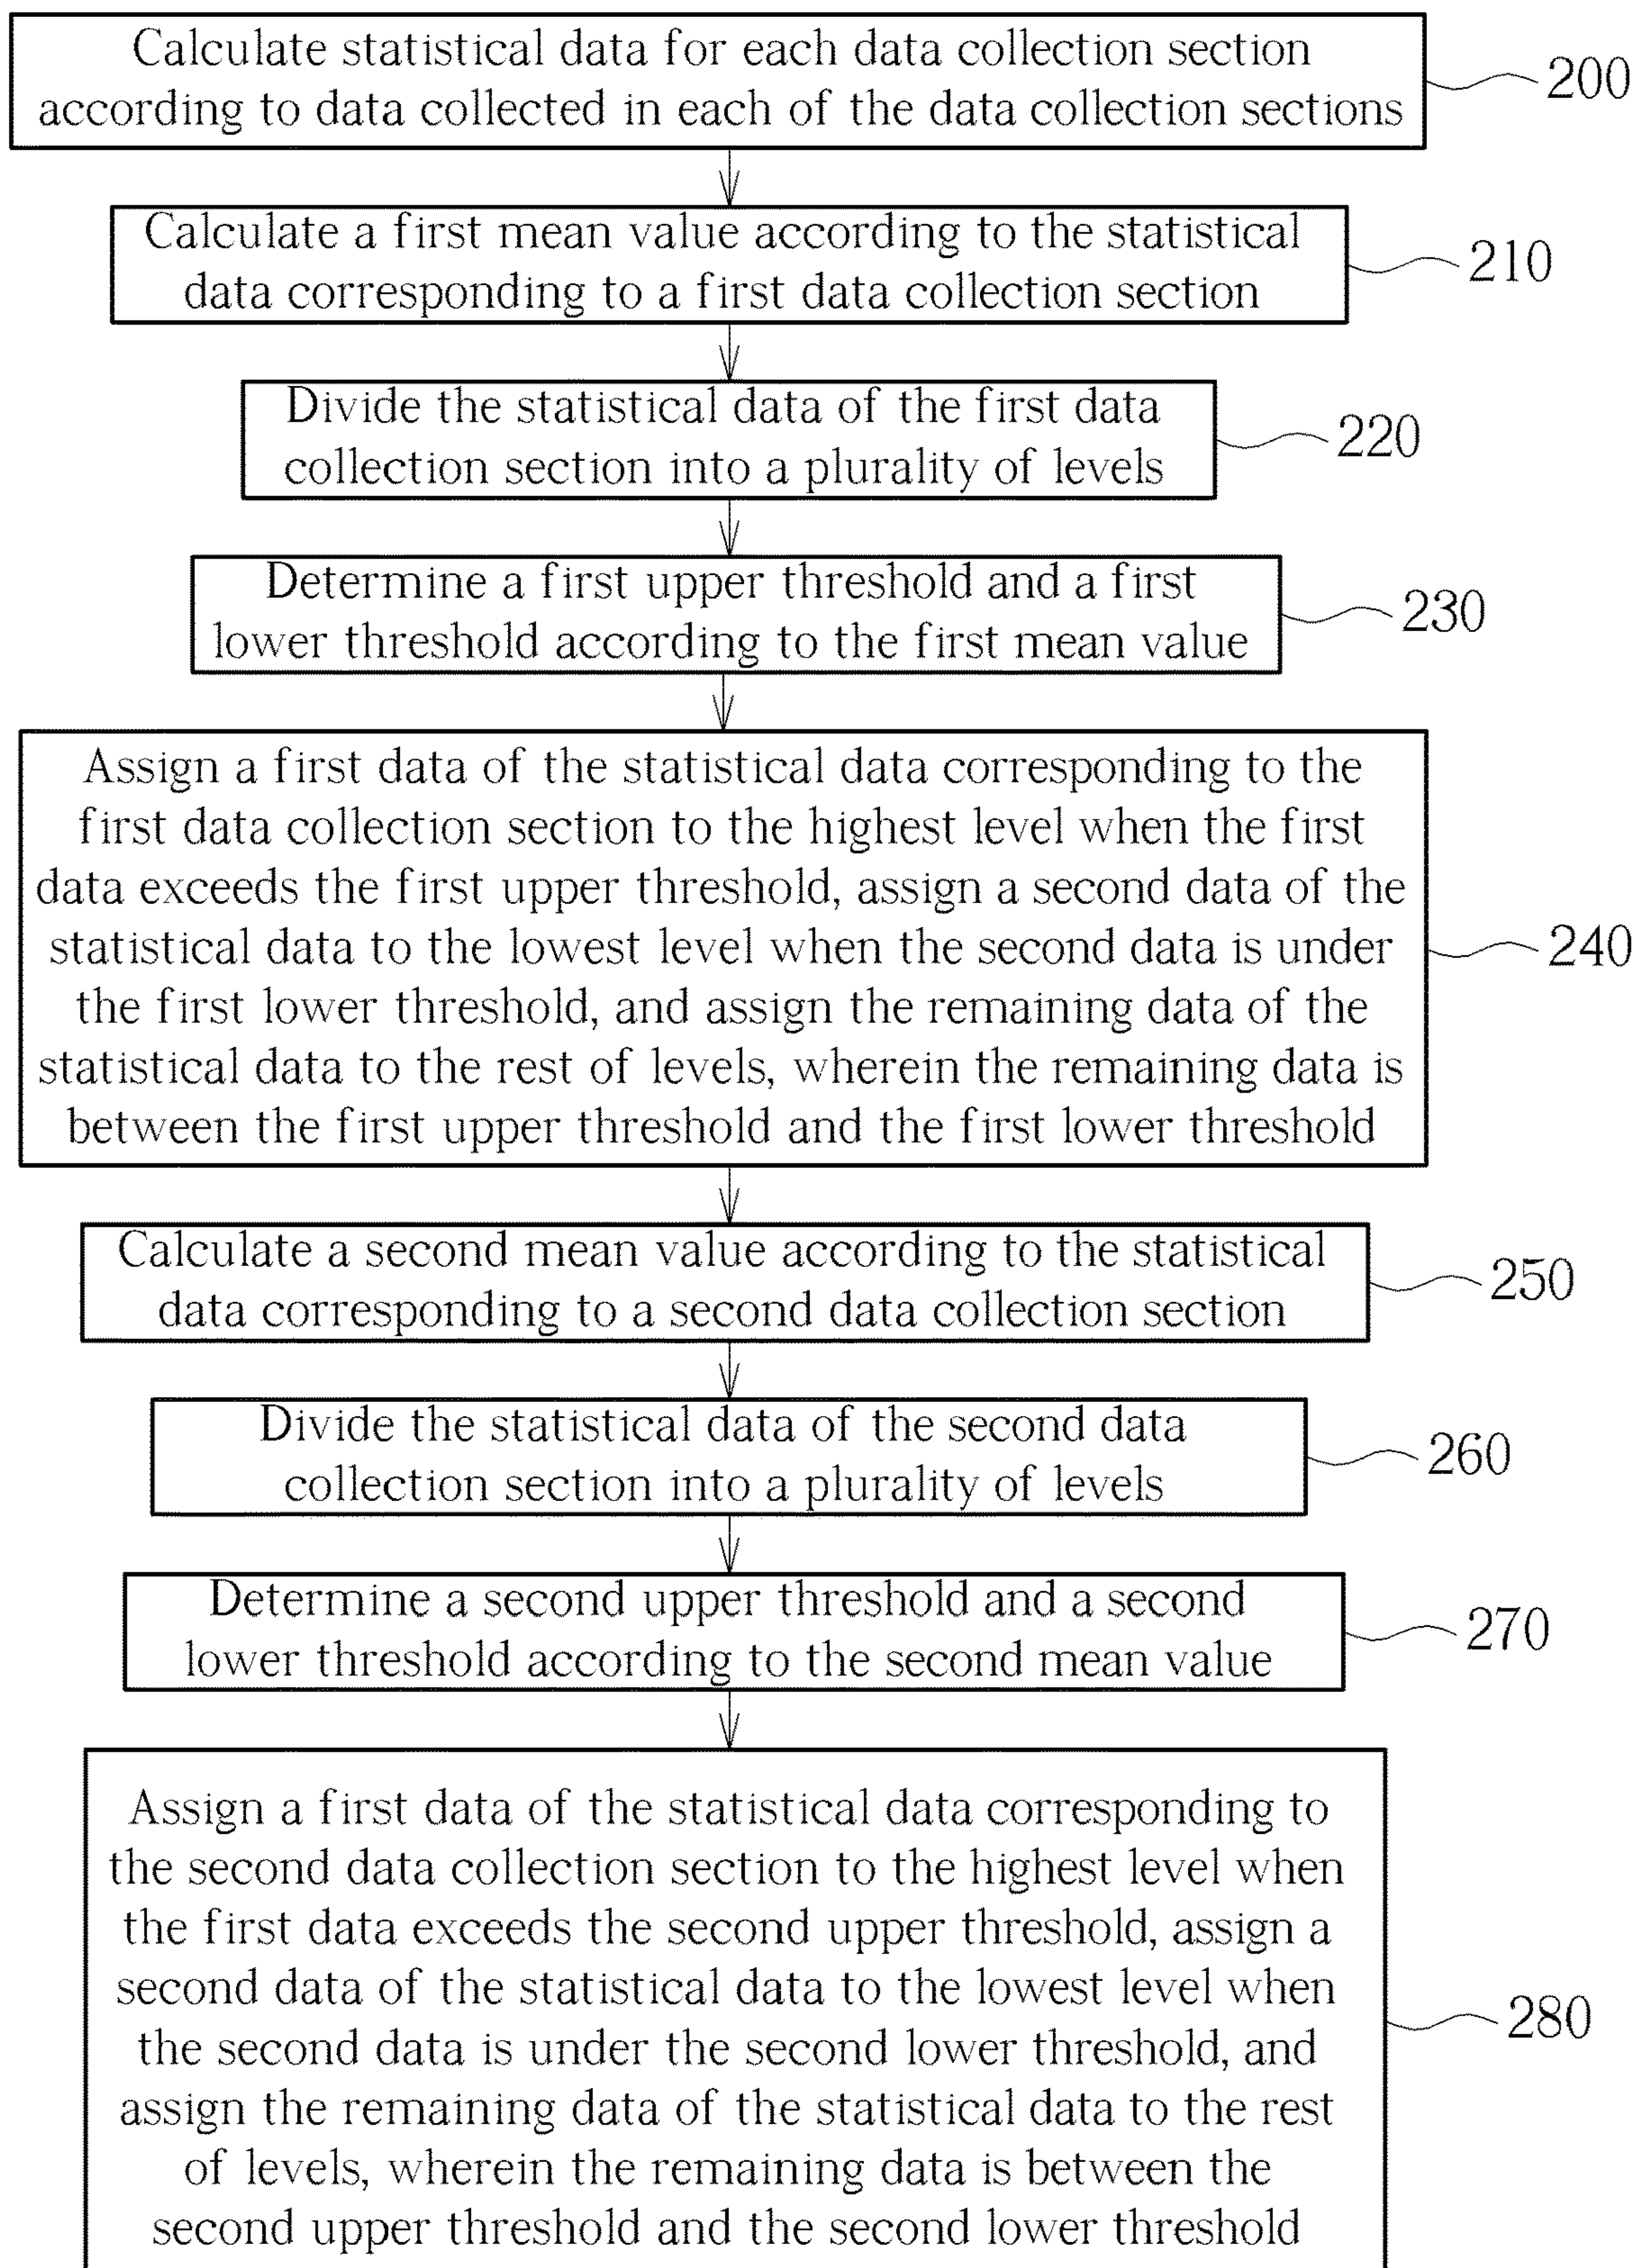 Calculate statistical data for each data collection section
according to data collected in each of the data collection sections
200
Calculate a first mean value according to the statistical
data corresponding to a first data collection section
210
Divide the statistical data of the first data
collection section into a plurality of levels
220
Determine a first upper threshold and a first
lower threshold according to the first mean value
230
Assign a first data of the statistical data corresponding to the
first data collection section to the highest level when the first
data exceeds the first upper threshold, assign a second data of the
statistical data to the lowest level when the second data is under
the first lower threshold, and assign the remaining data of the
statistical data to the rest of levels, wherein the remaining data is
between the first upper threshold and the first lower threshold
240
Calculate a second mean value according to the statistical
data corresponding to a second data collection section
250
Divide the statistical data of the second data
collection section into a plurality of levels
260
Determine a second upper threshold and a second
lower threshold according to the second mean value
270
Assign a first data of the statistical data corresponding to
the second data collection section to the highest level when
the first data exceeds the second upper threshold, assign a
second data of the statistical data to the lowest level when
the second data is under the second lower threshold, and
assign the remaining data of the statistical data to the rest
of levels, wherein the remaining data is between the
second upper threshold and the second lower threshold
280